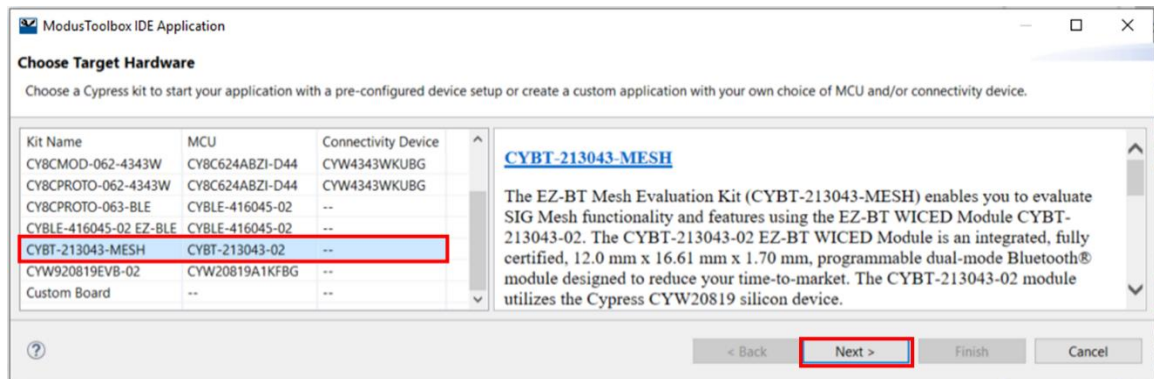 ModusToolbox IDE Application
Choose Target Hardware
Choose a Cypress kit to start your application with a pre-configured device setup or create a custom application with your own choice of MCU and/or connectivity device.
Kit Name MCU Connectivity Device
CY8CMOD-062-4343W CY8C624ABZI-D44 CYW4343WKUBG
CY8CPROTO-062-4343W CY8C624ABZI-D44 CYW4343WKUBG
CY8CPROTO-063-BLE CYBLE-416045-02 --
CYBLE-416045-02 EZ-BLE CYBLE-416045-02 --
CYBT-213043-MESH CYBT-213043-02 --
CYW920819EVB-02 CYW20819A1KFBG --
Custom Board -- --
CYBT-213043-MESH
The EZ-BT Mesh Evaluation Kit (CYBT-213043-MESH) enables you to evaluate
SIG Mesh functionality and features using the EZ-BT WICED Module CYBT-
213043-02. The CYBT-213043-02 EZ-BT WICED Module is an integrated, fully
certified, 12.0 mm x 16.61 mm x 1.70 mm, programmable dual-mode Bluetooth®
module designed to reduce your time-to-market. The CYBT-213043-02 module
utilizes the Cypress CYW20819 silicon device.
? < Back Next > Finish Cancel